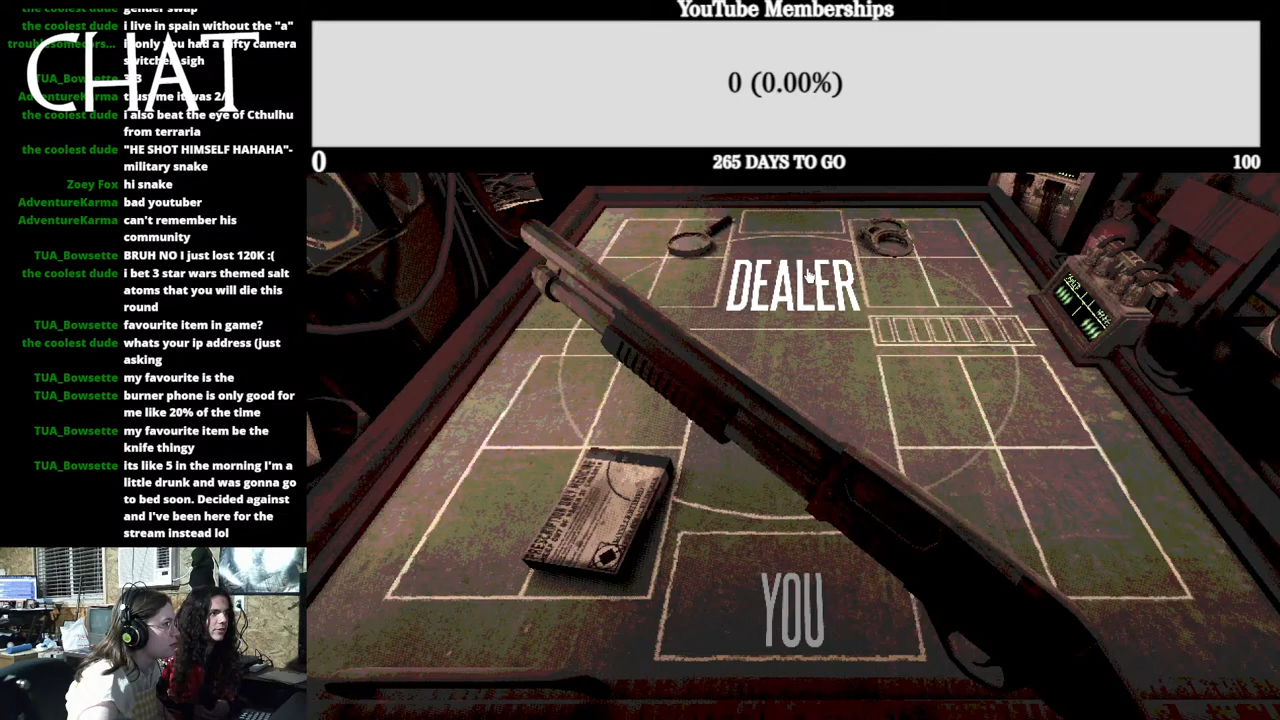 YouTube Memberships
0 (0.00%)
0
265 DAYS TO GO
100
CHAT
the coolest dude i live in spain without the "a"
switcher sigh
TUA_Bowsette
AdventureKarma trust me it was 2/
the coolest dude i also beat the eye of Cthulhu
from terraria
the coolest dude "HE SHOT HIMSELF HAHAHA"-
military snake
Zoey Fox hi snake
AdventureKarma bad youtuber
AdventureKarma can't remember his
community
TUA_Bowsette BRUH NO I just lost 120K :(
the coolest dude i bet 3 star wars themed salt
atoms that you will die this
round
TUA_Bowsette favourite item in game?
the coolest dude whats your ip address (just
asking
TUA_Bowsette my favourite is the
TUA_Bowsette burner phone is only good for
me like 20% of the time
TUA_Bowsette my favourite item be the
knife thingy
TUA_Bowsette its like 5 in the morning I'm a
little drunk and was gonna go
to bed soon. Decided against
and I've been here for the
stream instead lol
DEALER
YOU